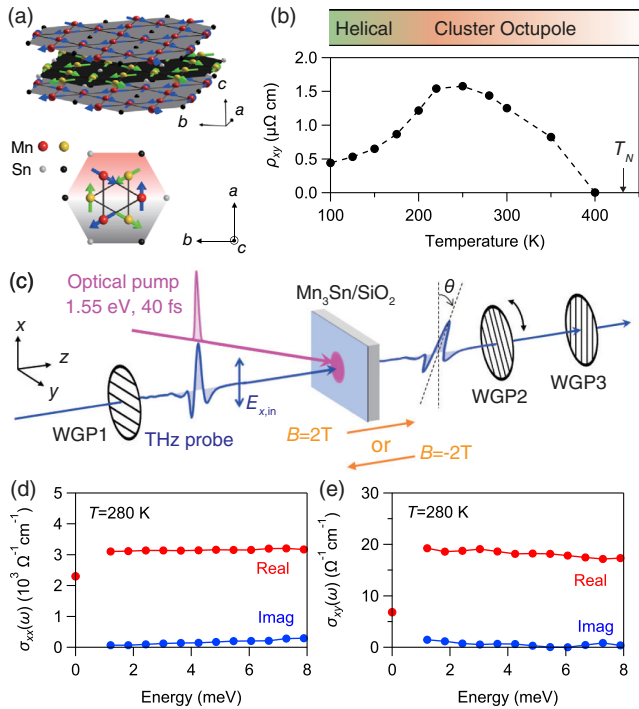 (a)
c
a
b
Mn
Sn
a
b
c
(b)
Helical Cluster Octupole
ρxy (μΩ cm)
2.0
1.5
1.0
0.5
0.0
TN
100 200 300 400
Temperature (K)
(c)
Optical pump
1.55 eV, 40 fs
Mn3Sn/SiO2
θ
x
z
y
WGP1
Ex,in
THz probe
WGP2
WGP3
B=2T
or
B=-2T
(d)
T=280 K
σxx(ω) (10³ Ω⁻¹cm⁻¹)
5
4
3
2
1
0
Real
Imag
0 2 4 6 8
Energy (meV)
(e)
T=280 K
σxy(ω) (Ω⁻¹cm⁻¹)
30
20
10
0
Real
Imag
0 2 4 6 8
Energy (meV)